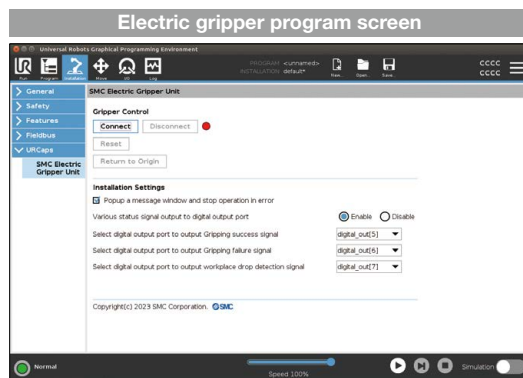 Electric gripper program screen
Universal Robots Graphical Programming Environment
UR
Run
Program
Installation
Move
I/O
Log
PROGRAM <unnamed>
INSTALLATION default*
New...
Open...
Save...
CCCC
CCCC
General
Safety
Features
Fieldbus
URCaps
SMC Electric
Gripper Unit
SMC Electric Gripper Unit
Gripper Control
Connect
Disconnect
Reset
Return to Origin
Installation Settings
Popup a message window and stop operation in error
Various status signal output to digital output port
Enable
Disable
Select digital output port to output Gripping success signal
digital_out[5]
Select digital output port to output Gripping failure signal
digital_out[6]
Select digital output port to output workplace drop detection signal
digital_out[7]
Copyright(c) 2023 SMC Corporation. SMC
Normal
Speed 100%
Simulation